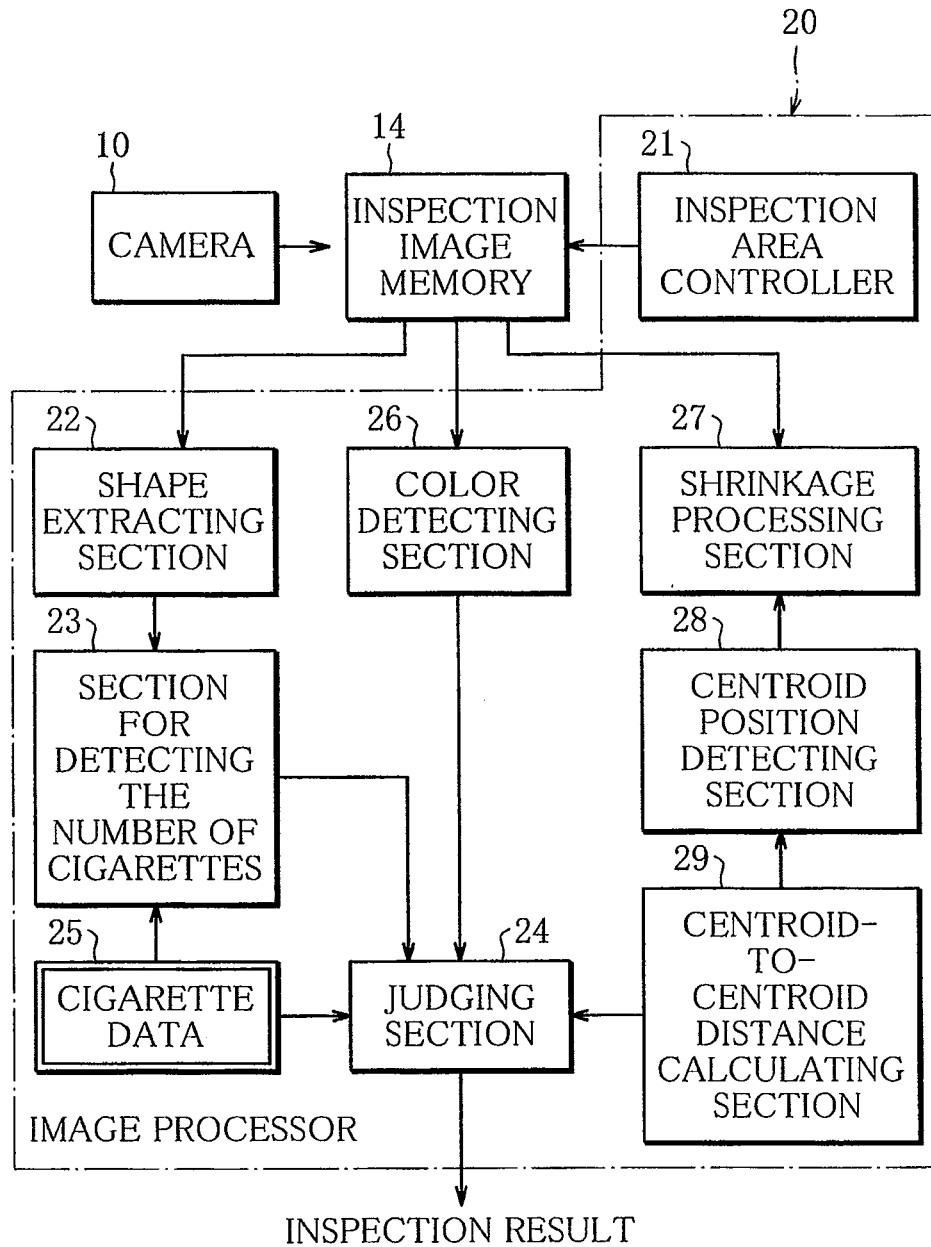 20
10
CAMERA
14
INSPECTION
IMAGE
MEMORY
21
INSPECTION
AREA
CONTROLLER
22
SHAPE
EXTRACTING
SECTION
26
COLOR
DETECTING
SECTION
27
SHRINKAGE
PROCESSING
SECTION
23
SECTION
FOR
DETECTING
THE
NUMBER OF
CIGARETTES
28
CENTROID
POSITION
DETECTING
SECTION
25
CIGARETTE
DATA
24
JUDGING
SECTION
29
CENTROID-
TO-
CENTROID
DISTANCE
CALCULATING
SECTION
IMAGE PROCESSOR
INSPECTION RESULT